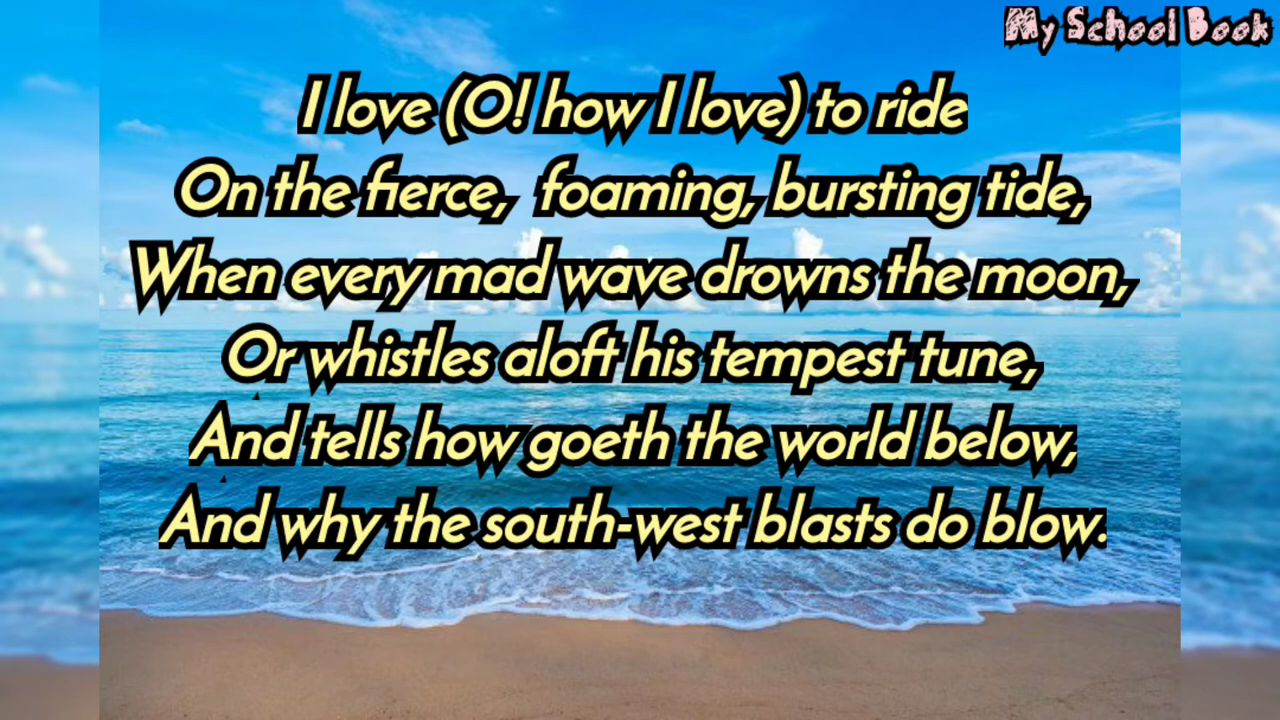 My School Book
I love (O! how I love) to ride
On the fierce, foaming, bursting tide,
When every mad wave drowns the moon,
Or whistles aloft his tempest tune,
And tells how goeth the world below,
And why the south-west blasts do blow.